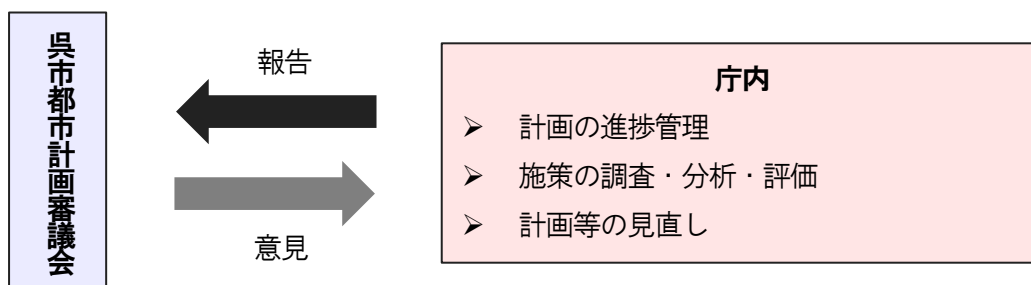 呉市都市計画審議会
報告
意見
庁内
➢ 計画の進捗管理
➢ 施策の調査・分析・評価
➢ 計画等の見直し